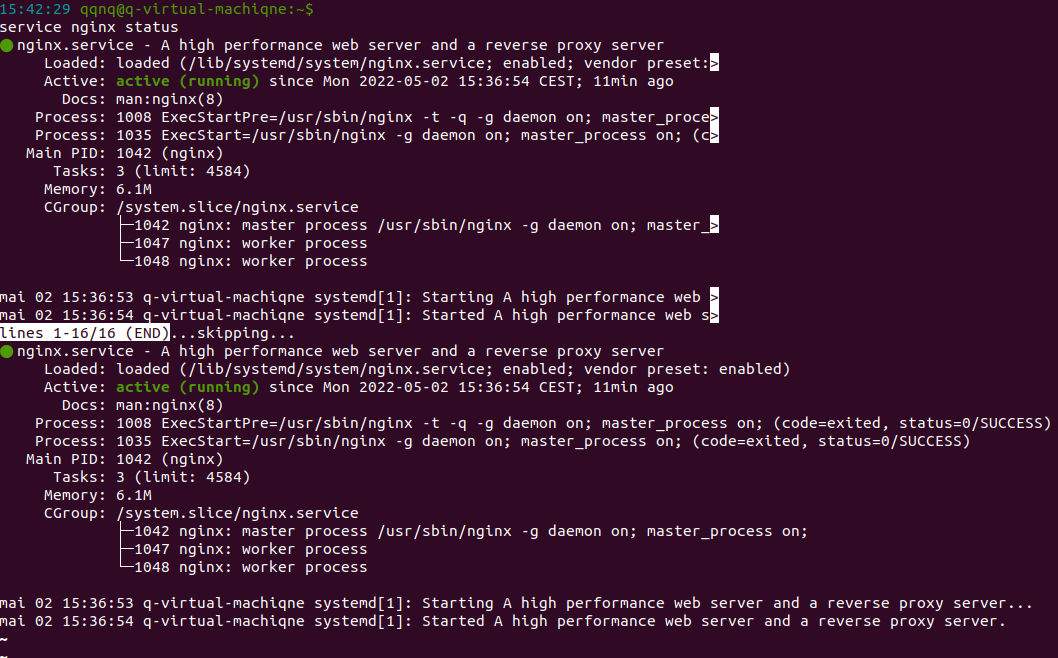 15:42:29 qqnq@q-virtual-machiqne:~$
service nginx status
● nginx.service - A high performance web server and a reverse proxy server
Loaded: loaded (/lib/systemd/system/nginx.service; enabled; vendor preset:>
Active: active (running) since Mon 2022-05-02 15:36:54 CEST; 11min ago
Docs: man:nginx(8)
Process: 1008 ExecStartPre=/usr/sbin/nginx -t -q -g daemon on; master_proce>
Process: 1035 ExecStart=/usr/sbin/nginx -g daemon on; master_process on; (c>
Main PID: 1042 (nginx)
Tasks: 3 (limit: 4584)
Memory: 6.1M
CGroup: /system.slice/nginx.service
├─1042 nginx: master process /usr/sbin/nginx -g daemon on; master_>
├─1047 nginx: worker process
└─1048 nginx: worker process
mai 02 15:36:53 q-virtual-machiqne systemd[1]: Starting A high performance web >
mai 02 15:36:54 q-virtual-machiqne systemd[1]: Started A high performance web s>
lines 1-16/16 (END)...skipping...
● nginx.service - A high performance web server and a reverse proxy server
Loaded: loaded (/lib/systemd/system/nginx.service; enabled; vendor preset: enabled)
Active: active (running) since Mon 2022-05-02 15:36:54 CEST; 11min ago
Docs: man:nginx(8)
Process: 1008 ExecStartPre=/usr/sbin/nginx -t -q -g daemon on; master_process on; (code=exited, status=0/SUCCESS)
Process: 1035 ExecStart=/usr/sbin/nginx -g daemon on; master_process on; (code=exited, status=0/SUCCESS)
Main PID: 1042 (nginx)
Tasks: 3 (limit: 4584)
Memory: 6.1M
CGroup: /system.slice/nginx.service
├─1042 nginx: master process /usr/sbin/nginx -g daemon on; master_process on;
├─1047 nginx: worker process
└─1048 nginx: worker process
mai 02 15:36:53 q-virtual-machiqne systemd[1]: Starting A high performance web server and a reverse proxy server...
mai 02 15:36:54 q-virtual-machiqne systemd[1]: Started A high performance web server and a reverse proxy server.
~
~